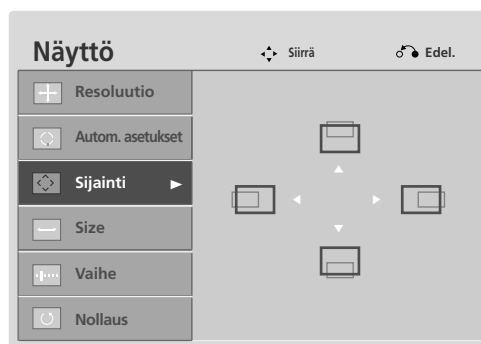 Näyttö
Siirrä
Edel.
Resoluutio
Autom. asetukset
Sijainti
Size
Vaihe
Nollaus